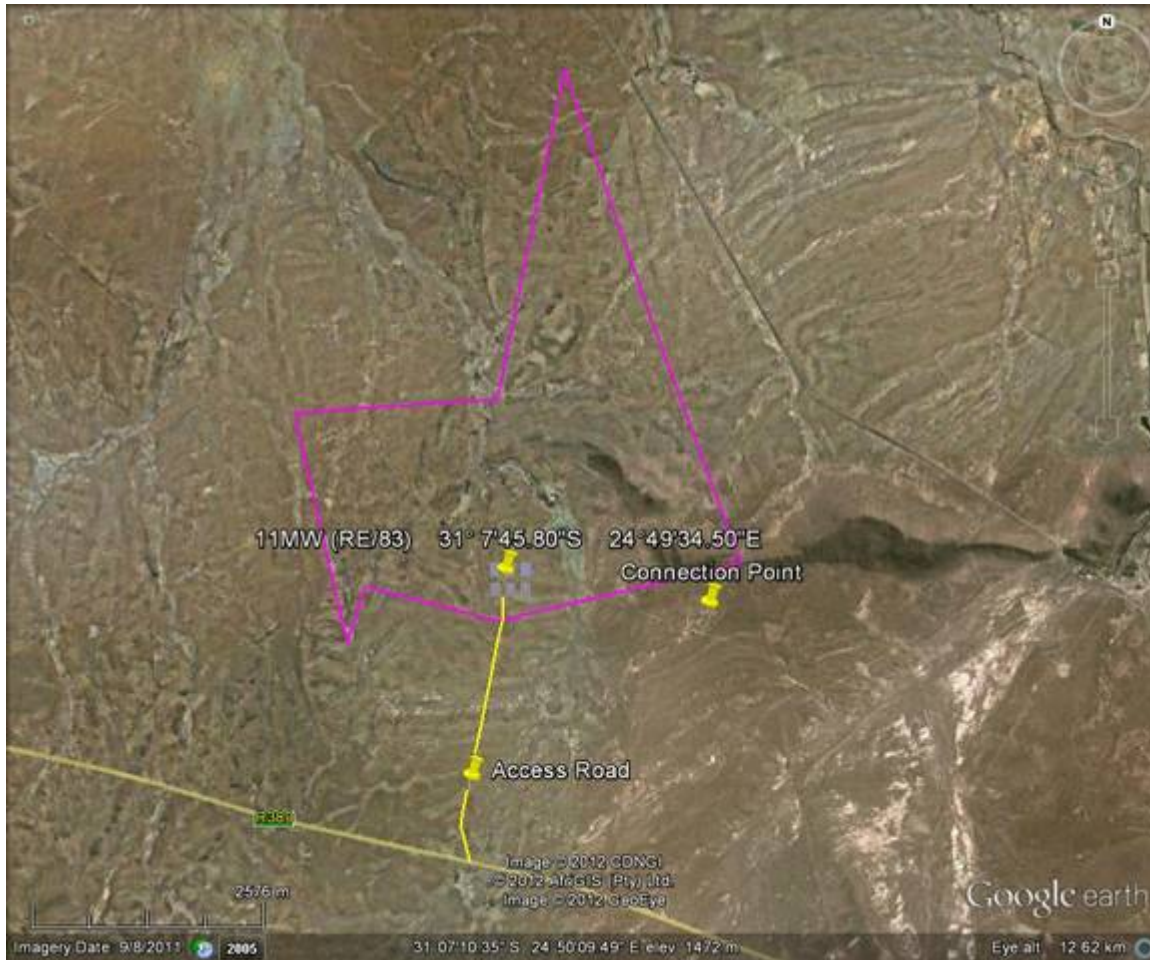 N
11MW (RE/83) 31° 7'45.80"S 24°49'34.50"E
Connection Point
Access Road
Image © 2012 CDNGI
© 2012 AfriGIS (Pty) Ltd.
Image © 2012 GeoEye
2576 m
Google earth
Imagery Date 9/8/2011 2005 31 07'10.35" S 24 50'09.49" E elev 1472 m Eye alt 12.62 km